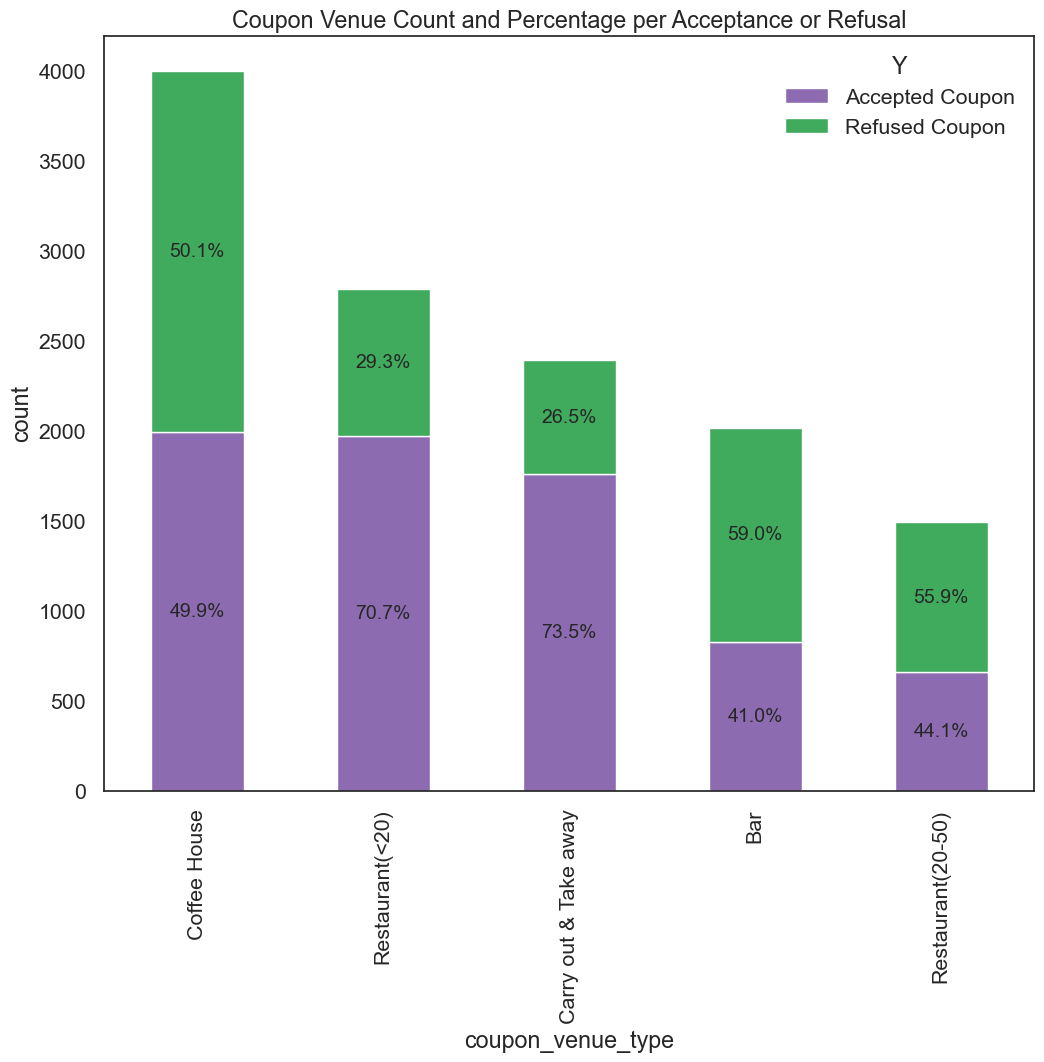 Coupon Venue Count and Percentage per Acceptance or Refusal
Y
Accepted Coupon
Refused Coupon
count
4000
3500
3000
2500
2000
1500
1000
500
0
50.1%
49.9%
29.3%
70.7%
26.5%
73.5%
59.0%
41.0%
55.9%
44.1%
Coffee House
Restaurant(<20)
Carry out & Take away
Bar
Restaurant(20-50)
coupon_venue_type